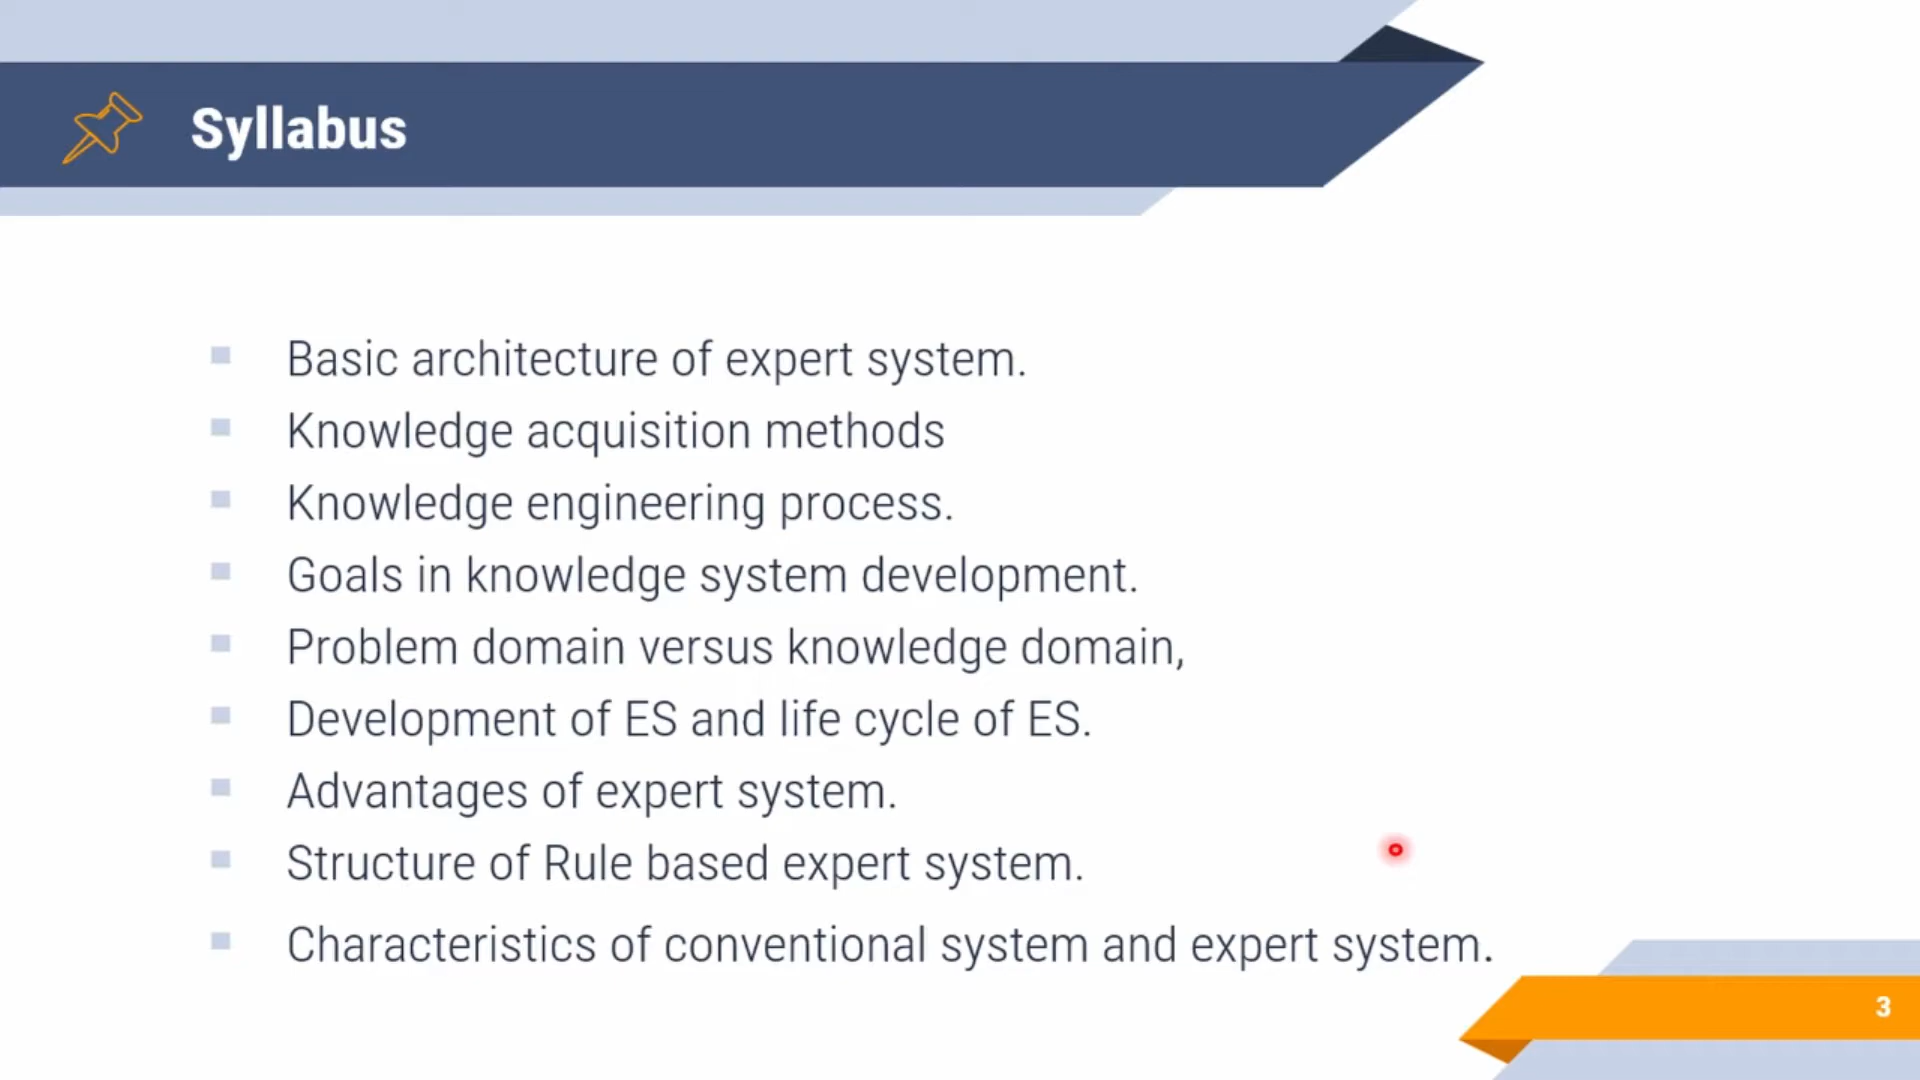 Syllabus
Basic architecture of expert system.
Knowledge acquisition methods
Knowledge engineering process.
Goals in knowledge system development.
Problem domain versus knowledge domain,
Development of ES and life cycle of ES.
Advantages of expert system.
Structure of Rule based expert system.
Characteristics of conventional system and expert system.
3